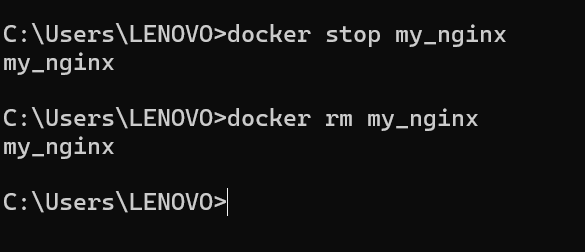 C:\Users\LENOVO>docker stop my_nginx
my_nginx
C:\Users\LENOVO>docker rm my_nginx
my_nginx
C:\Users\LENOVO>